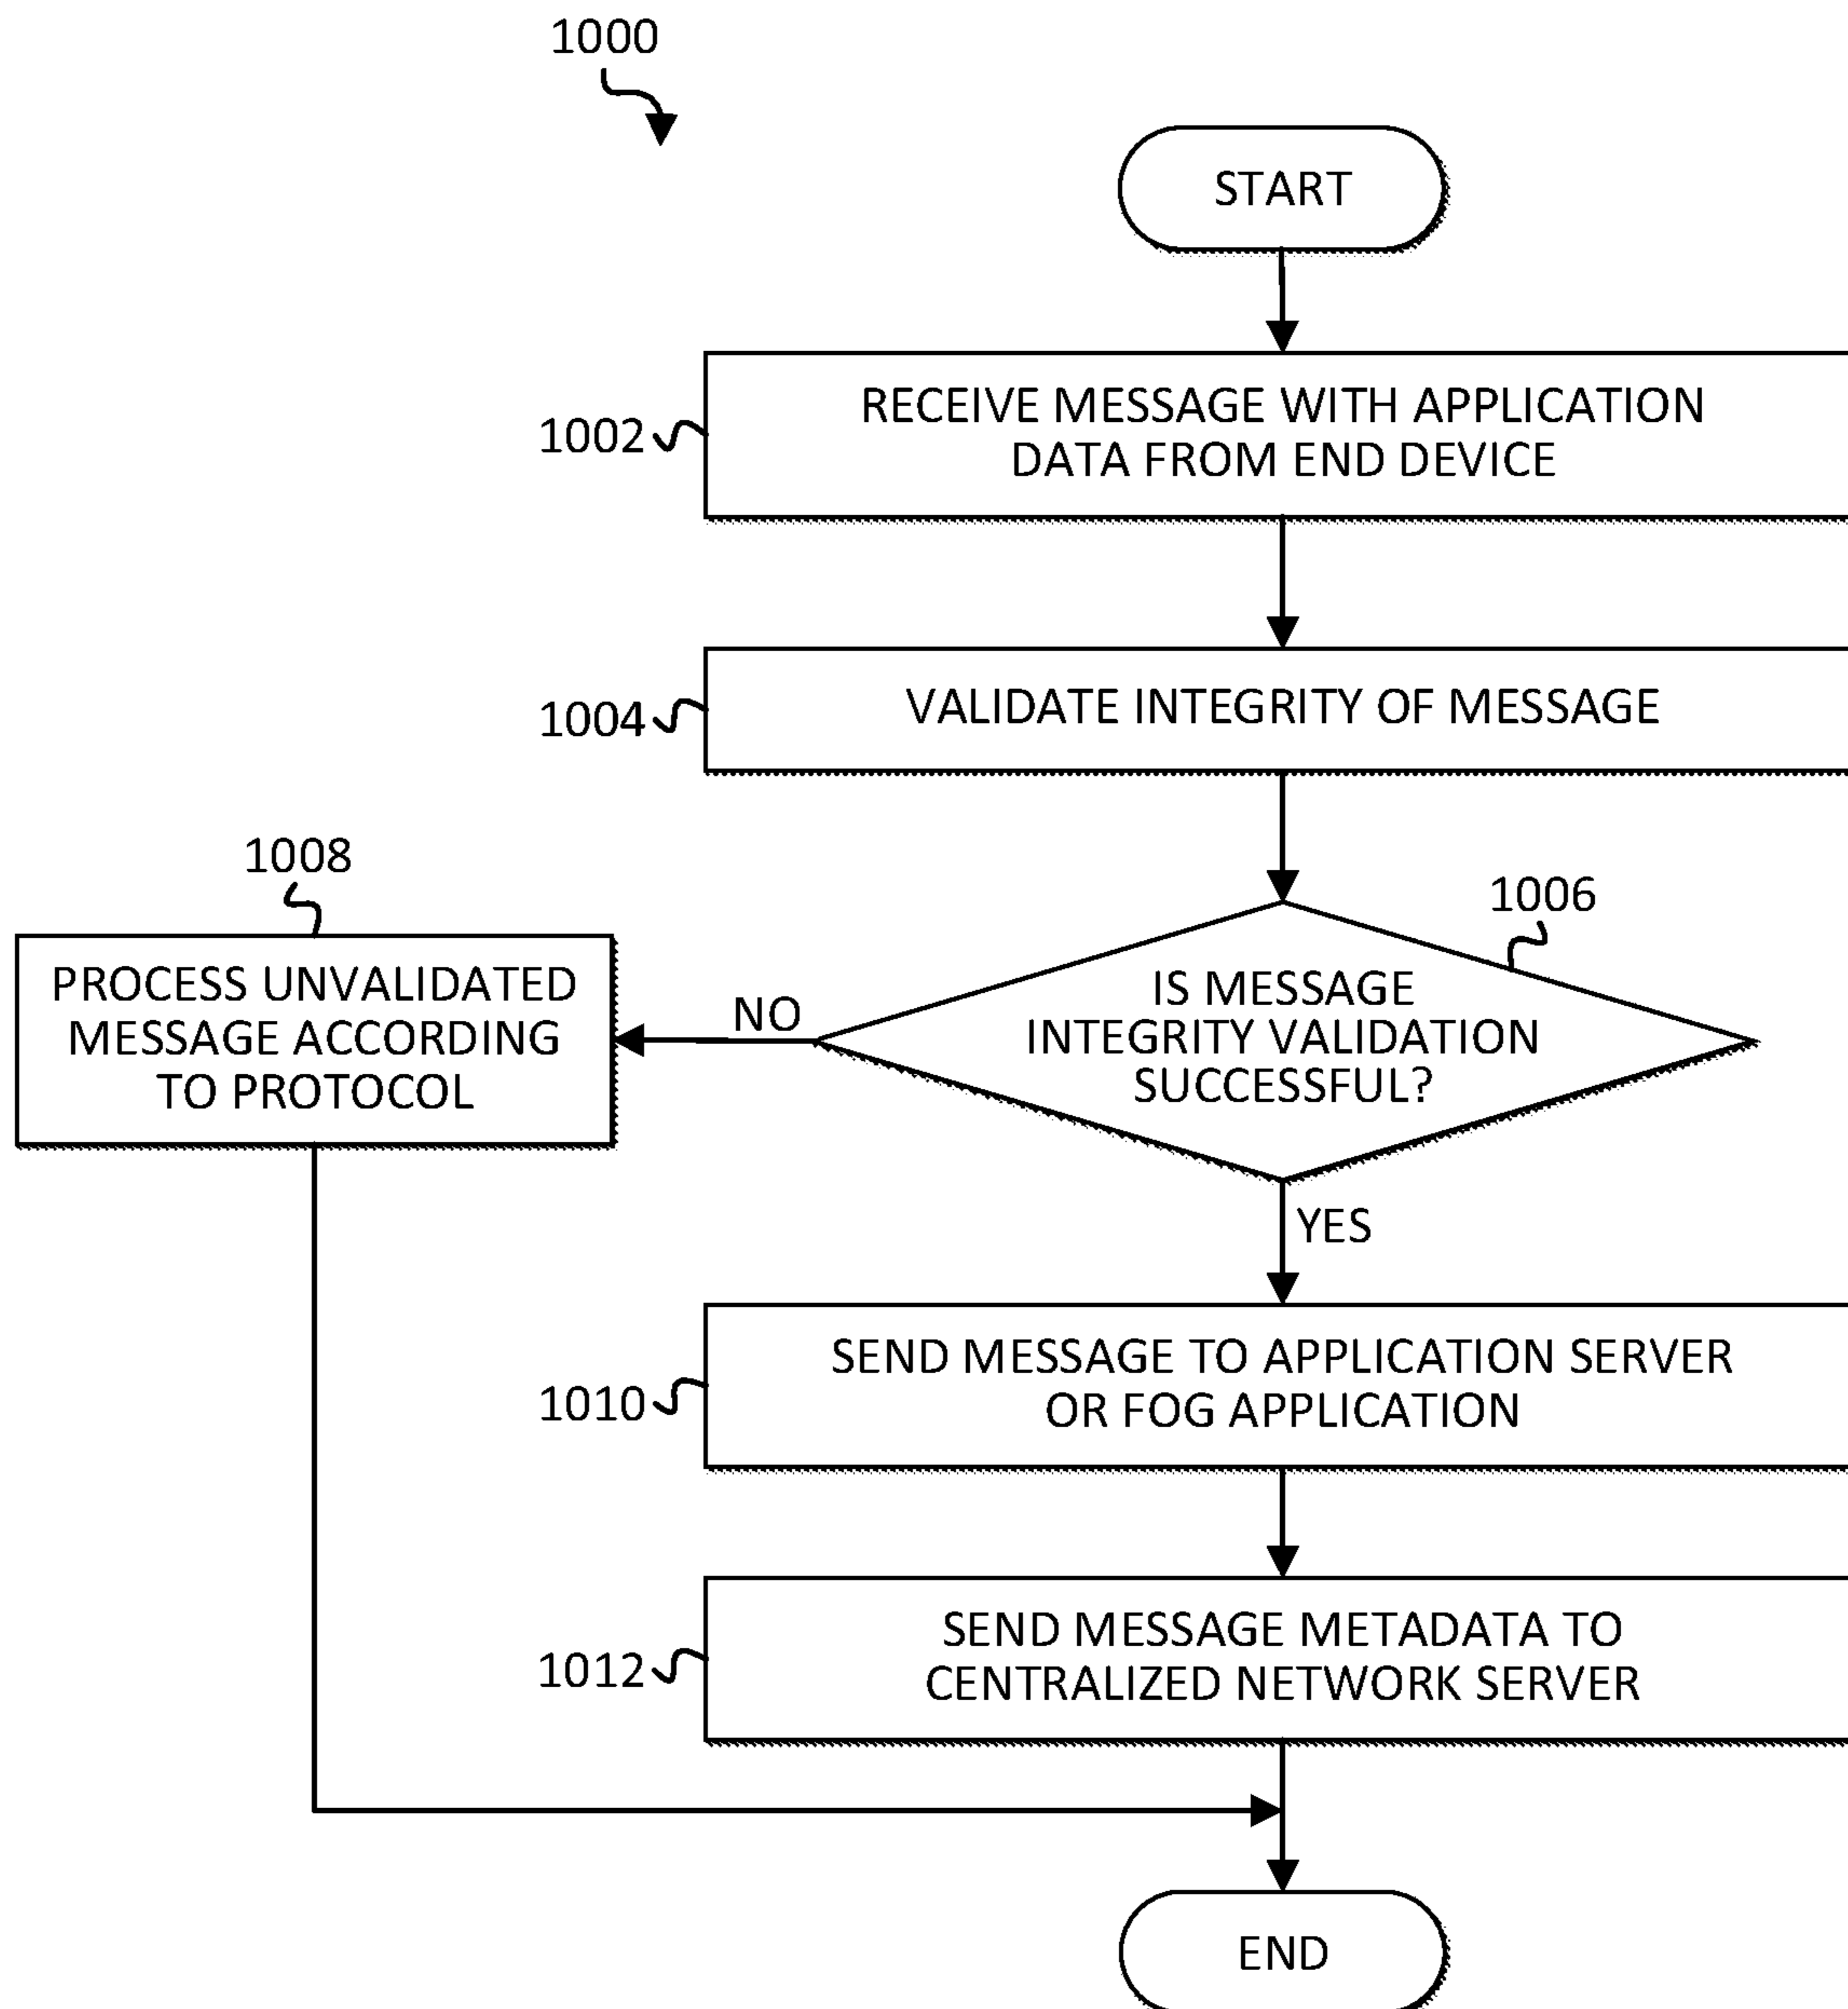 1000
START
1002
RECEIVE MESSAGE WITH APPLICATION
DATA FROM END DEVICE
1004
VALIDATE INTEGRITY OF MESSAGE
1008
1006
PROCESS UNVALIDATED
MESSAGE ACCORDING
TO PROTOCOL
NO
IS MESSAGE
INTEGRITY VALIDATION
SUCCESSFUL?
YES
1010
SEND MESSAGE TO APPLICATION SERVER
OR FOG APPLICATION
1012
SEND MESSAGE METADATA TO
CENTRALIZED NETWORK SERVER
END